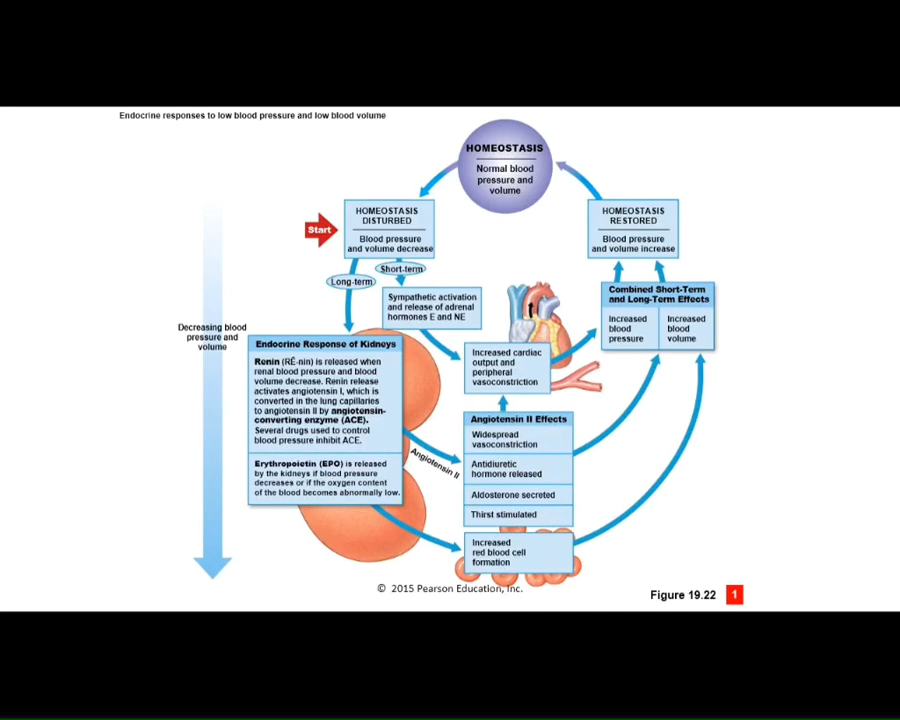 Endocrine responses to low blood pressure and low blood volume
HOMEOSTASIS
Normal blood
pressure and
volume
HOMEOSTASIS
DISTURBED
Blood pressure
and volume decrease
Start
HOMEOSTASIS
RESTORED
Blood pressure
and volume increase
Short-term
Long-term
Sympathetic activation
and release of adrenal
hormones E and NE
Combined Short-Term
and Long-Term Effects
Increased
blood
pressure
Increased
blood
volume
Decreasing blood
pressure and
volume
Endocrine Response of Kidneys
Renin (RĒ-nin) is released when
renal blood pressure and blood
volume decrease. Renin release
activates angiotensin I, which is
converted in the lung capillaries
to angiotensin II by angiotensin-
converting enzyme (ACE).
Several drugs used to control
blood pressure inhibit ACE.
Erythropoietin (EPO) is released
by the kidneys if blood pressure
decreases or if the oxygen content
of the blood becomes abnormally low.
Increased cardiac
output and
peripheral
vasoconstriction
Angiotensin II
Angiotensin II Effects
Widespread
vasoconstriction
Antidiuretic
hormone released
Aldosterone secreted
Thirst stimulated
Increased
red blood cell
formation
© 2015 Pearson Education, Inc.
Figure 19.22 1